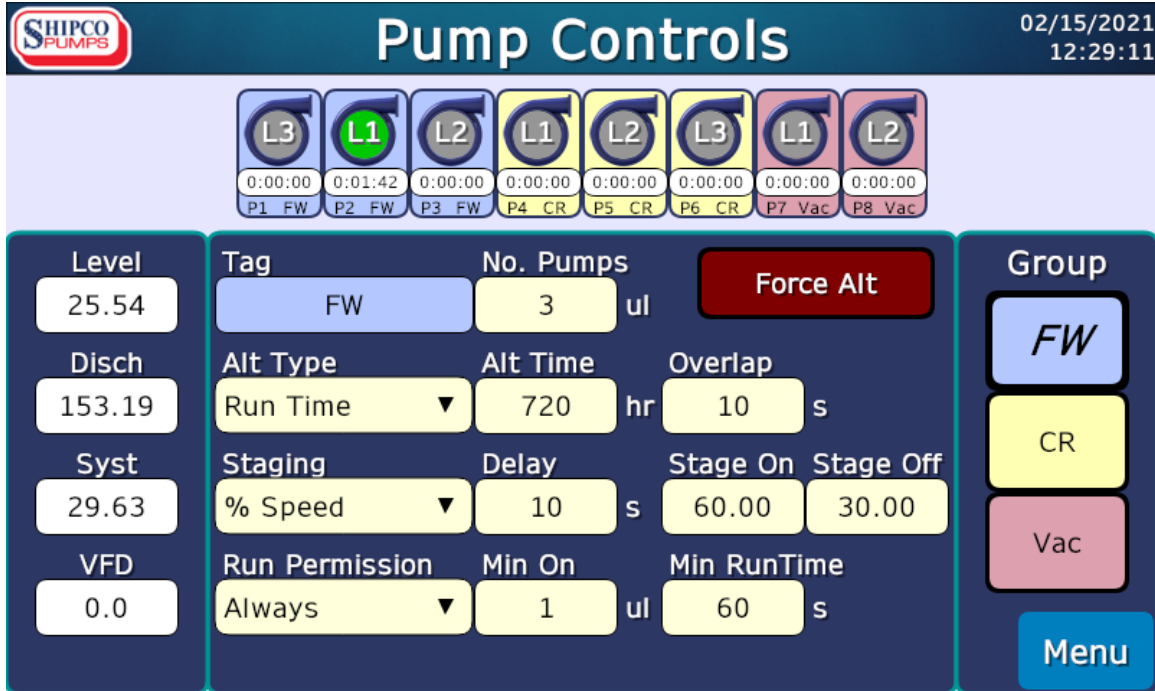 SHIPCO
PUMPS
Pump Controls
02/15/2021
12:29:11
L3 L1 L2 L1 L2 L3 L1 L2
0:00:00 0:01:42 0:00:00 0:00:00 0:00:00 0:00:00 0:00:00 0:00:00
P1 FW P2 FW P3 FW P4 CR P5 CR P6 CR P7 Vac P8 Vac
Level
25.54
Disch
153.19
Syst
29.63
VFD
0.0
Tag No. Pumps
FW 3 ul
Force Alt
Alt Type Alt Time Overlap
Run Time ▼ 720 hr 10 s
Staging Delay Stage On Stage Off
% Speed ▼ 10 s 60.00 30.00
Run Permission Min On Min RunTime
Always ▼ 1 ul 60 s
Group
FW
CR
Vac
Menu